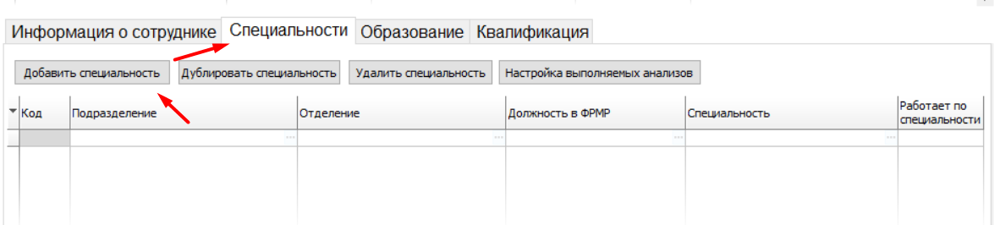 Информация о сотруднике Специальности Образование Квалификация
Добавить специальность Дублировать специальность Удалить специальность Настройка выполняемых анализов
Код Подразделение Отделение Должность в ФРМР Специальность Работает по специальности